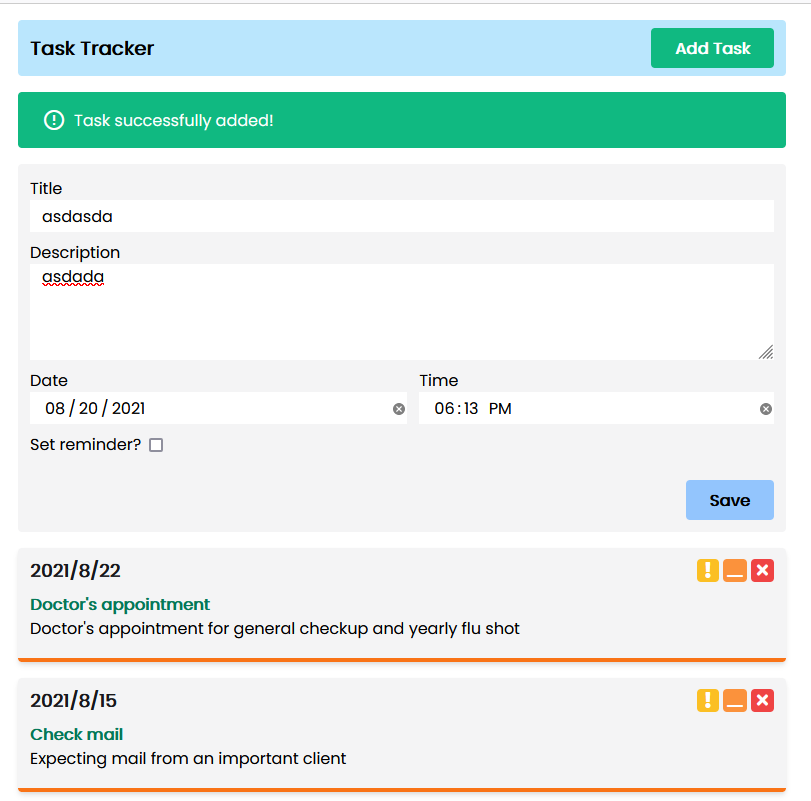 Task Tracker
Add Task
Task successfully added!
Title
asdasda
Description
asdada
Date
Time
08 / 20 / 2021
06:13 PM
Set reminder?
Save
2021/8/22
Doctor's appointment
Doctor's appointment for general checkup and yearly flu shot
2021/8/15
Check mail
Expecting mail from an important client